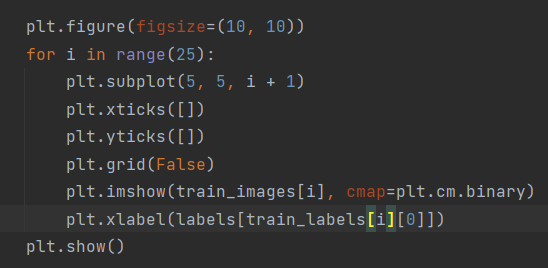 plt.figure(figsize=(10, 10))
for i in range(25):
    plt.subplot(5, 5, i + 1)
    plt.xticks([])
    plt.yticks([])
    plt.grid(False)
    plt.imshow(train_images[i], cmap=plt.cm.binary)
    plt.xlabel(labels[train_labels[i][0]])
plt.show()